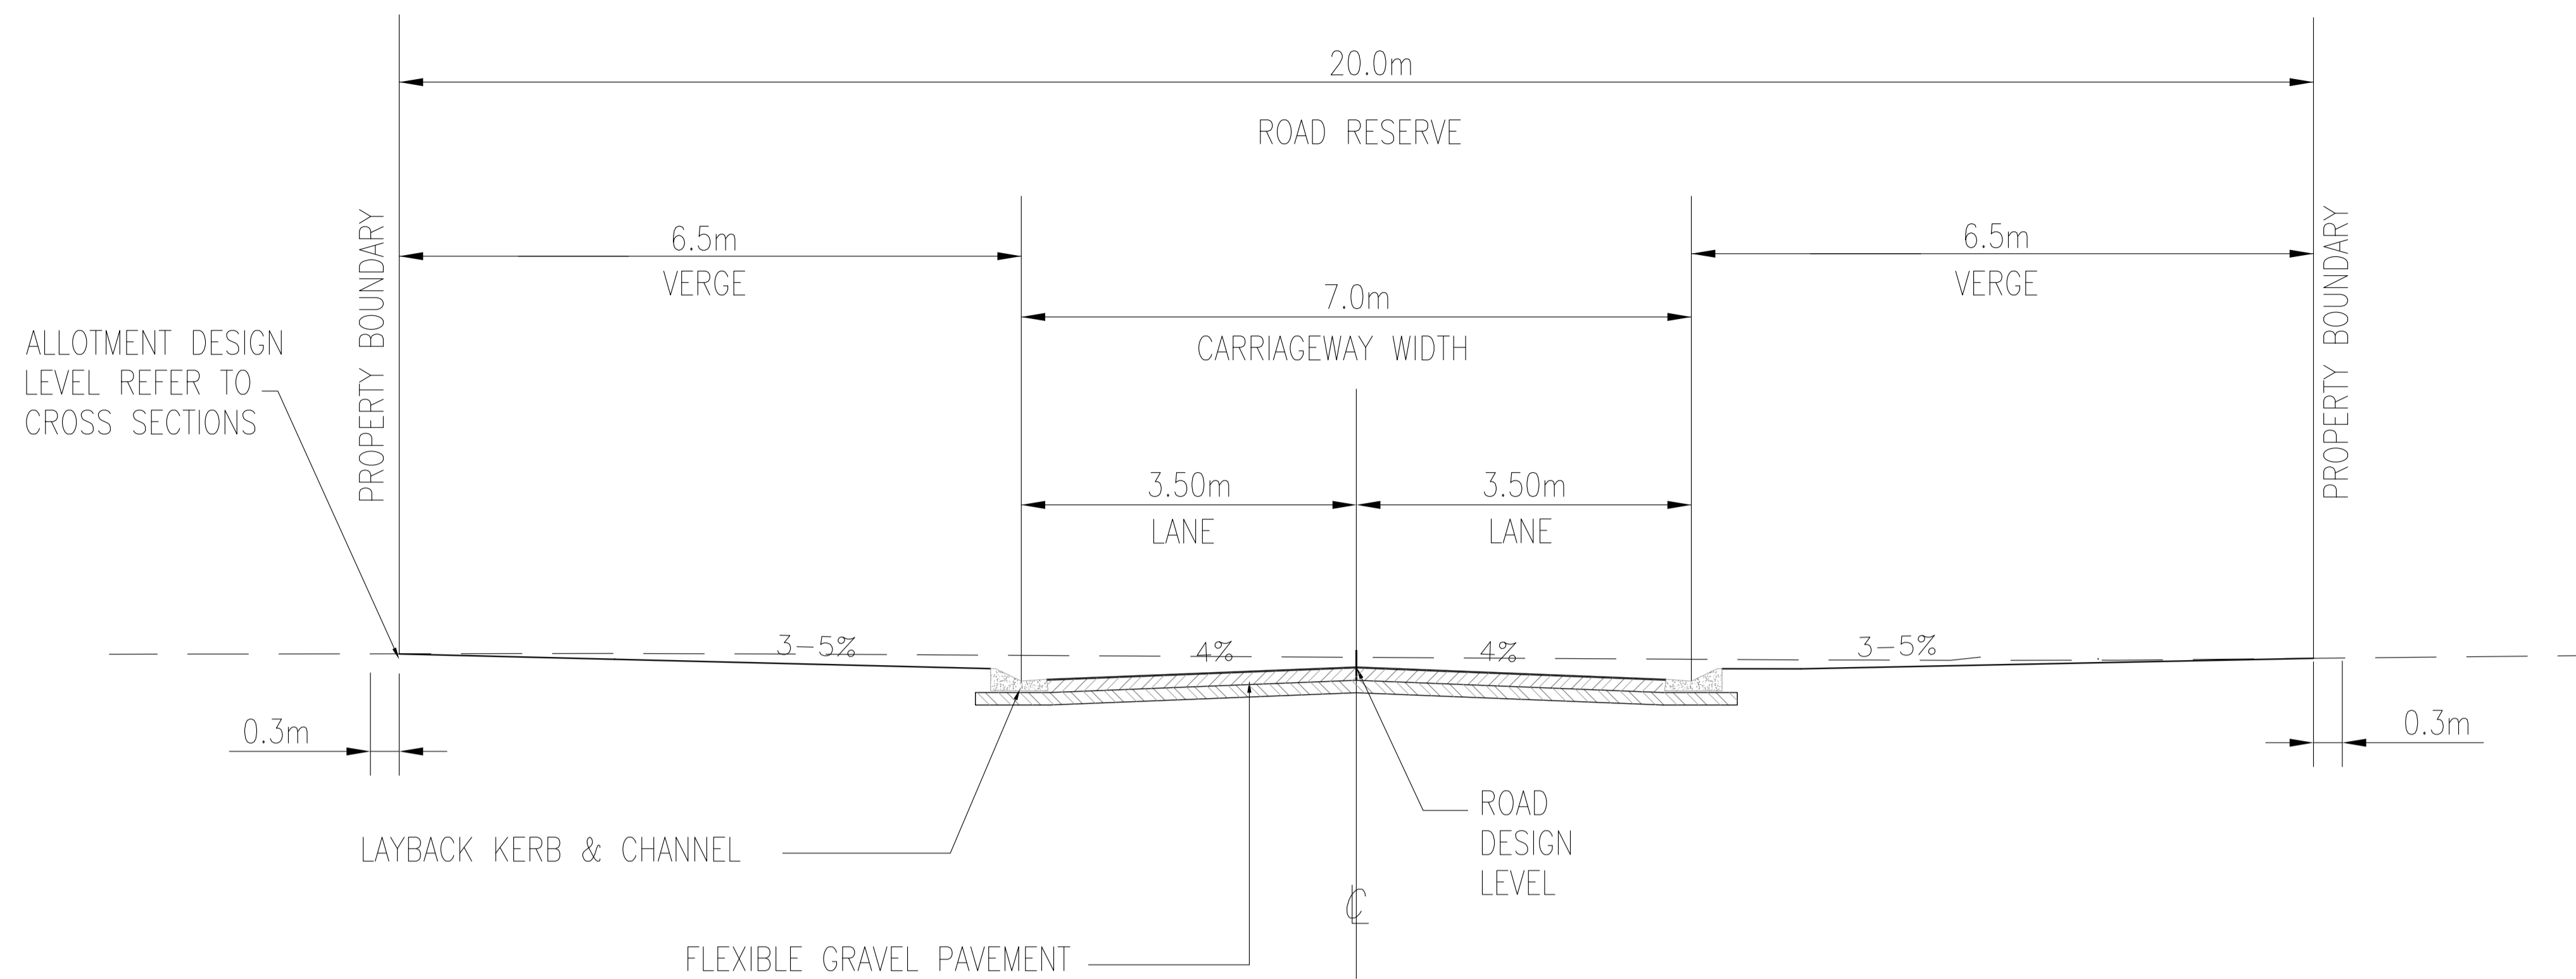 20.0m
ROAD RESERVE
PROPERTY BOUNDARY
6.5m
VERGE
7.0m
CARRIAGEWAY WIDTH
6.5m
VERGE
PROPERTY BOUNDARY
ALLOTMENT DESIGN
LEVEL REFER TO
CROSS SECTIONS
3.50m
LANE
3.50m
LANE
3-5%
4%
4%
3-5%
0.3m
0.3m
LAYBACK KERB & CHANNEL
ROAD
DESIGN
LEVEL
℄
FLEXIBLE GRAVEL PAVEMENT